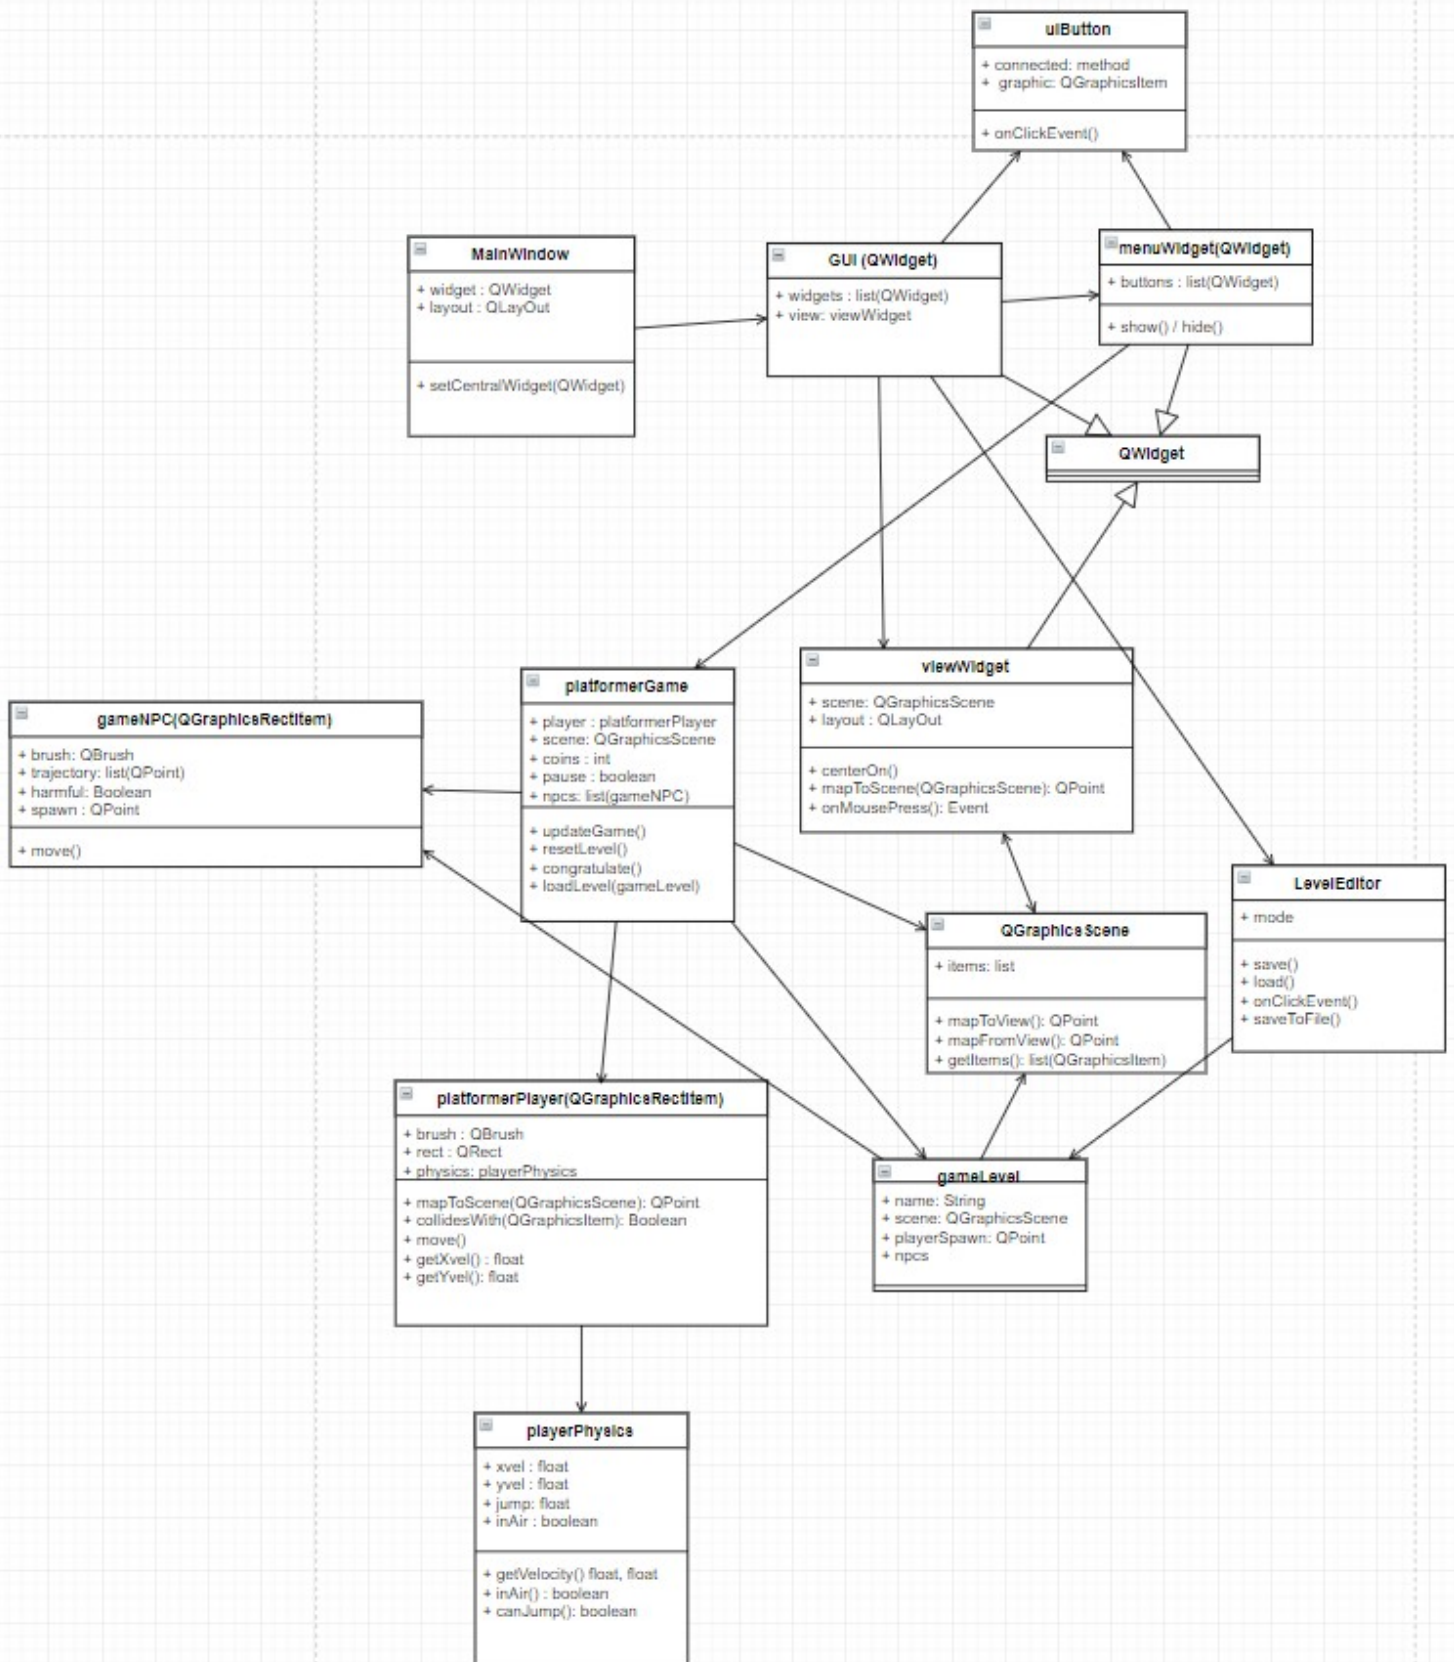 uiButton
+ connected: method
+ graphic: QGraphicsItem
+ onClickEvent()
MainWindow
+ widget : QWidget
+ layout : QLayOut
+ setCentralWidget(QWidget)
GUI (QWidget)
+ widgets : list(QWidget)
+ view: viewWidget
menuWidget(QWidget)
+ buttons : list(QWidget)
+ show() / hide()
QWidget
viewWidget
+ scene: QGraphicsScene
+ layout : QLayOut
+ centerOn()
+ mapToScene(QGraphicsScene): QPoint
+ onMousePress(): Event
platformerGame
+ player : platformerPlayer
+ scene: QGraphicsScene
+ coins : int
+ pause : boolean
+ npcs: list(gameNPC)
+ updateGame()
+ resetLevel()
+ congratulate()
+ loadLevel(gameLevel)
gameNPC(QGraphicsRectItem)
+ brush: QBrush
+ trajectory: list(QPoint)
+ harmful: Boolean
+ spawn : QPoint
+ move()
LevelEditor
+ mode
+ save()
+ load()
+ onClickEvent()
+ saveToFile()
QGraphicsScene
+ items: list
+ mapToView(): QPoint
+ mapFromView(): QPoint
+ getItems(): list(QGraphicsItem)
platformerPlayer(QGraphicsRectItem)
+ brush : QBrush
+ rect : QRect
+ physics: playerPhysics
+ mapToScene(QGraphicsScene): QPoint
+ collidesWith(QGraphicsItem): Boolean
+ move()
+ getXvel() : float
+ getYvel(): float
gameLevel
+ name: String
+ scene: QGraphicsScene
+ playerSpawn: QPoint
+ npcs
playerPhysics
+ xvel : float
+ yvel : float
+ jump: float
+ inAir : boolean
+ getVelocity() float, float
+ inAir() : boolean
+ canJump(): boolean